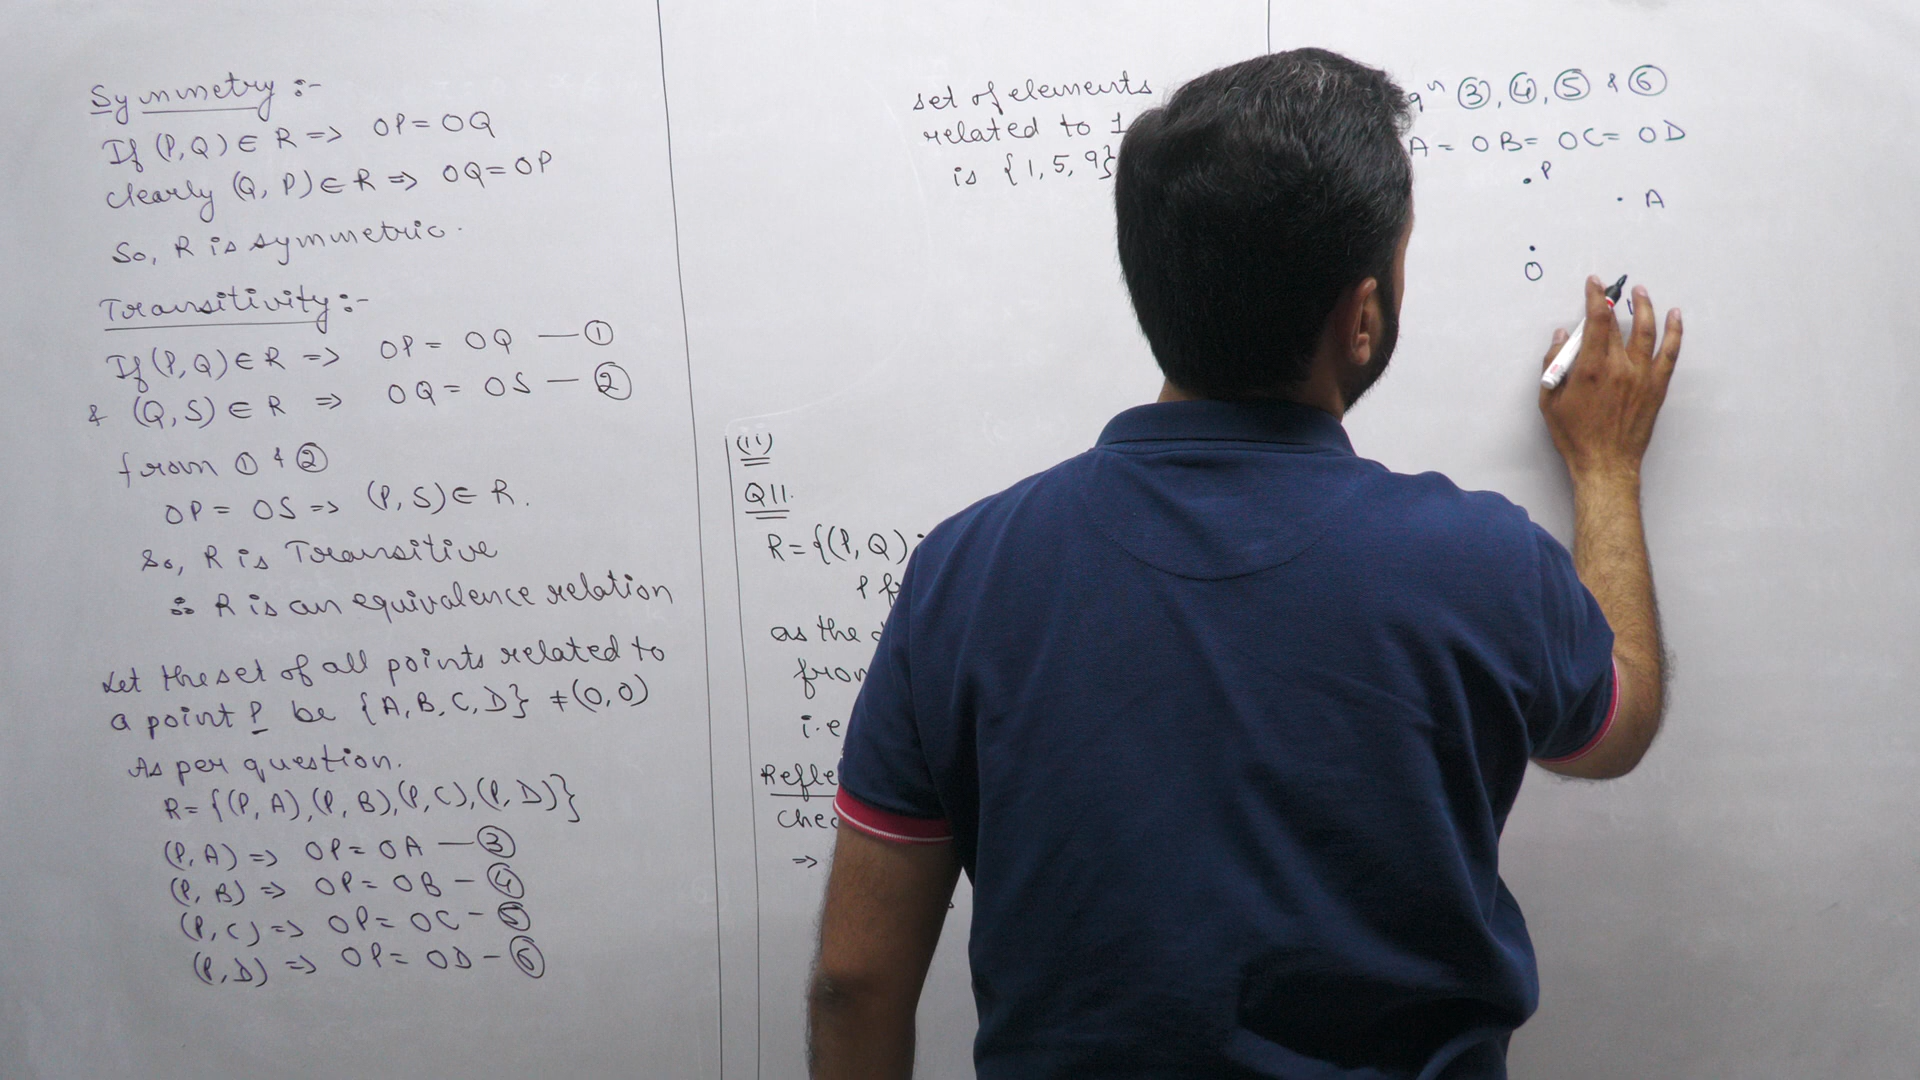 Symmetry :-
If (P,Q) ∈ R => OP = OQ
clearly (Q, P) ∈ R => OQ = OP
So, R is symmetric.
Transitivity :-
If (P,Q) ∈ R => OP = OQ — ①
& (Q,S) ∈ R => OQ = OS — ②
from ① & ②
OP = OS => (P,S) ∈ R.
So, R is Transitive
∴ R is an equivalence relation
Let the set of all points related to
a point P be {A,B,C,D} ≠ (0,0)
As per question.
R = {(P,A),(P,B),(P,C),(P,D)}
(P,A) => OP = OA — ③
(P,B) => OP = OB — ④
(P,C) => OP = OC — ⑤
(P,D) => OP = OD — ⑥
set of elements
related to 1
is {1,5,9}
(ii)
Q11.
R = {(P,Q) :
P
as the
from
i.e
=>
qⁿ ③, ④, ⑤ & ⑥
A = OB = OC = OD
P
A
O